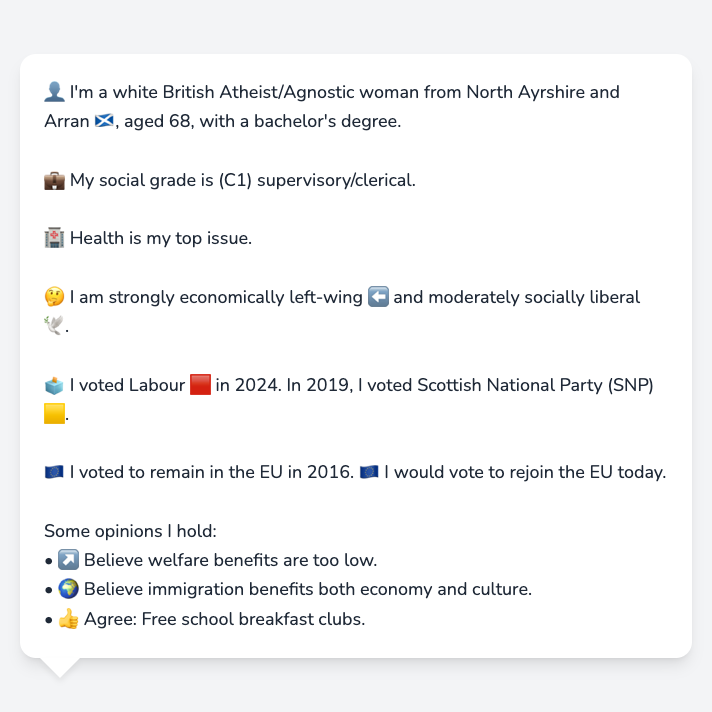 👤 I'm a white British Atheist/Agnostic woman from North Ayrshire and
Arran 🏴󠁧󠁢󠁳󠁣󠁴󠁿, aged 68, with a bachelor's degree.
💼 My social grade is (C1) supervisory/clerical.
🏥 Health is my top issue.
🤔 I am strongly economically left-wing ⬅️ and moderately socially liberal
🕊️.
🗳️ I voted Labour 🟥 in 2024. In 2019, I voted Scottish National Party (SNP)
🟨.
🇪🇺 I voted to remain in the EU in 2016. 🇪🇺 I would vote to rejoin the EU today.
Some opinions I hold:
• ↗️ Believe welfare benefits are too low.
• 🌍 Believe immigration benefits both economy and culture.
• 👍 Agree: Free school breakfast clubs.